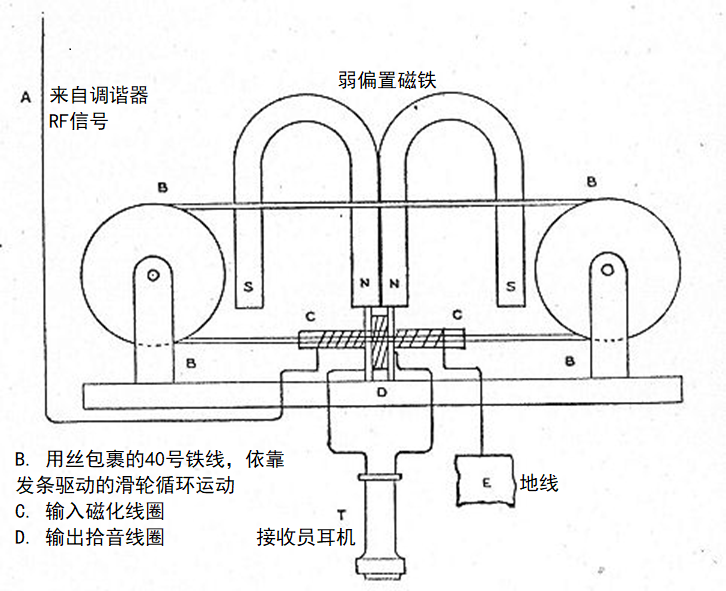 弱偏置磁铁
A 来自调谐器
RF信号
B B
S N N S
C C
B B
D
B. 用丝包裹的40号铁线，依靠
发条驱动的滑轮循环运动
E 地线
C. 输入磁化线圈
T
D. 输出拾音线圈 接收员耳机